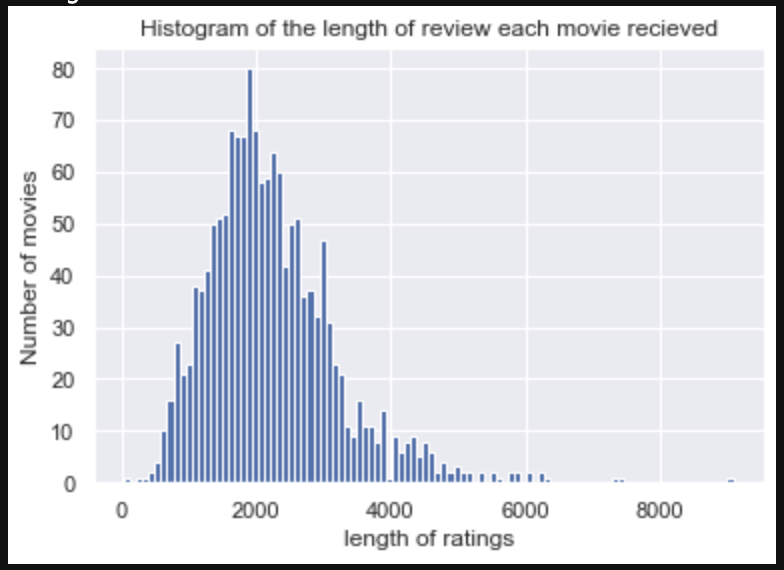 Histogram of the length of review each movie recieved
80
70
60
50
40
30
20
10
0
Number of movies
0 2000 4000 6000 8000
length of ratings